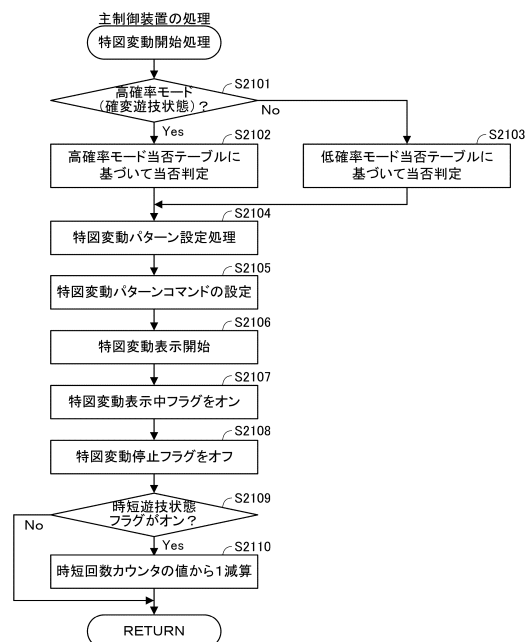 主制御装置の処理
特図変動開始処理
S2101
高確率モード
(確変遊技状態)?
No
Yes
S2102
高確率モード当否テーブルに
基づいて当否判定
S2103
低確率モード当否テーブルに
基づいて当否判定
S2104
特図変動パターン設定処理
S2105
特図変動パターンコマンドの設定
S2106
特図変動表示開始
S2107
特図変動表示中フラグをオン
S2108
特図変動停止フラグをオフ
S2109
時短遊技状態
フラグがオン?
No
Yes
S2110
時短回数カウンタの値から1減算
RETURN